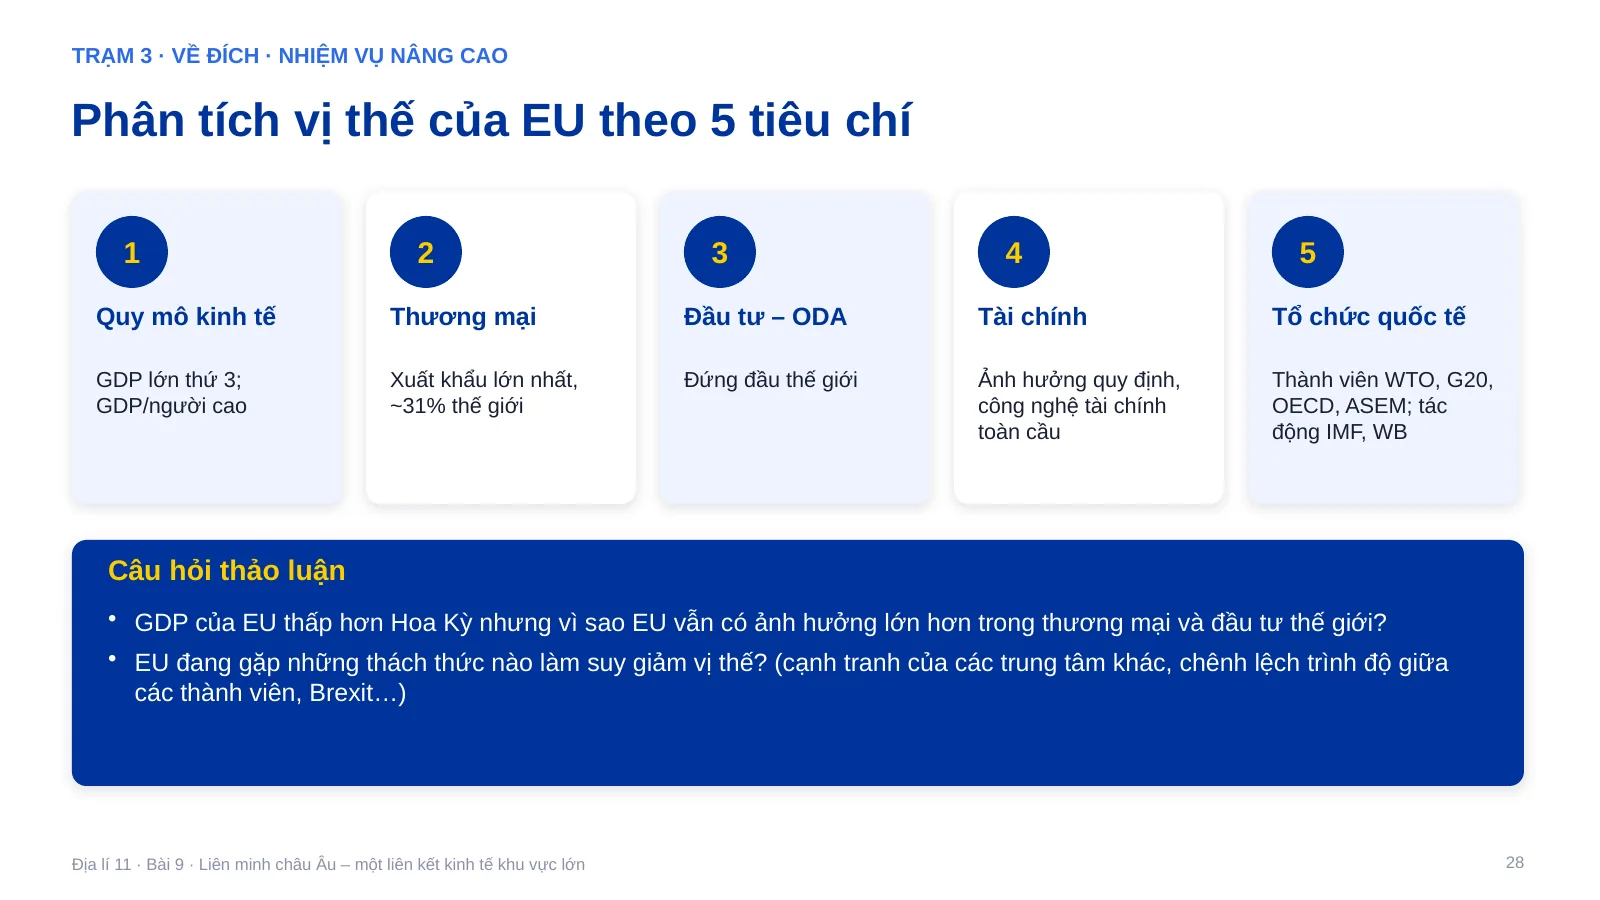 TRẠM 3 · VỀ ĐÍCH · NHIỆM VỤ NÂNG CAO
Phân tích vị thế của EU theo 5 tiêu chí
1
Quy mô kinh tế
GDP lớn thứ 3;
GDP/người cao
2
Thương mại
Xuất khẩu lớn nhất,
~31% thế giới
3
Đầu tư – ODA
Đứng đầu thế giới
4
Tài chính
Ảnh hưởng quy định,
công nghệ tài chính
toàn cầu
5
Tổ chức quốc tế
Thành viên WTO, G20,
OECD, ASEM; tác
động IMF, WB
Câu hỏi thảo luận
• GDP của EU thấp hơn Hoa Kỳ nhưng vì sao EU vẫn có ảnh hưởng lớn hơn trong thương mại và đầu tư thế giới?
• EU đang gặp những thách thức nào làm suy giảm vị thế? (cạnh tranh của các trung tâm khác, chênh lệch trình độ giữa
các thành viên, Brexit…)
Địa lí 11 · Bài 9 · Liên minh châu Âu – một liên kết kinh tế khu vực lớn
28